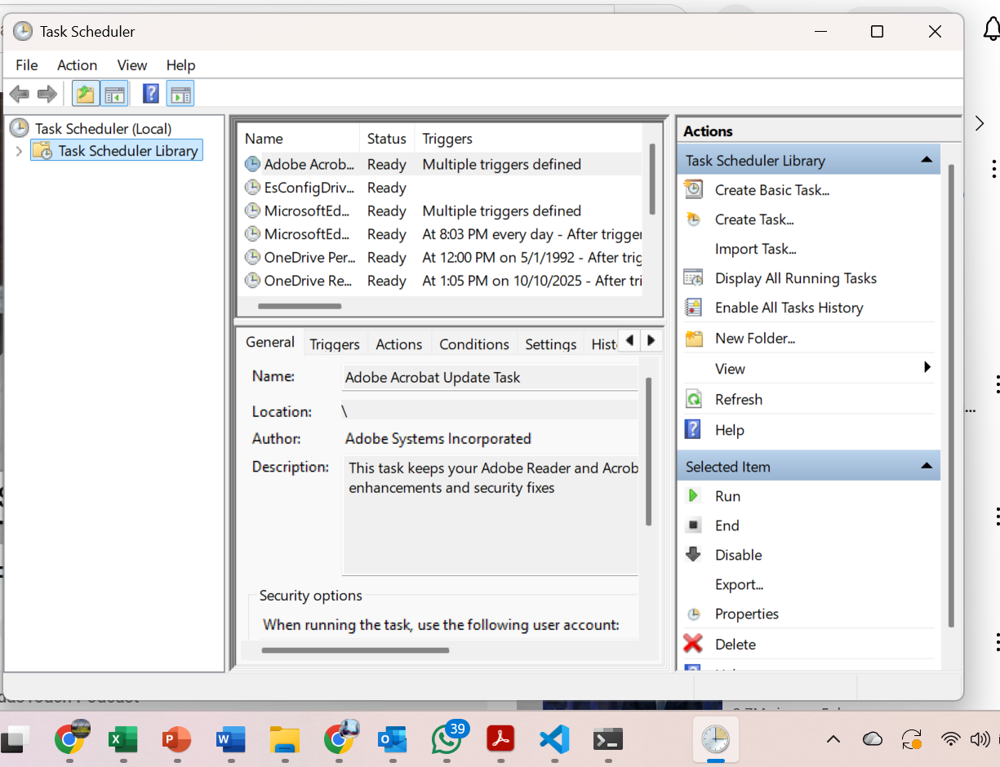 Task Scheduler
File Action View Help
Task Scheduler (Local)
Task Scheduler Library
Name Status Triggers
Adobe Acrob... Ready Multiple triggers defined
EsConfigDriv... Ready
MicrosoftEd... Ready Multiple triggers defined
MicrosoftEd... Ready At 8:03 PM every day - After trigger
OneDrive Per... Ready At 12:00 PM on 5/1/1992 - After trig
OneDrive Re... Ready At 1:05 PM on 10/10/2025 - After tri
General Triggers Actions Conditions Settings Hist
Name: Adobe Acrobat Update Task
Location: \
Author: Adobe Systems Incorporated
Description: This task keeps your Adobe Reader and Acrob
enhancements and security fixes
Security options
When running the task, use the following user account:
Actions
Task Scheduler Library
Create Basic Task...
Create Task...
Import Task...
Display All Running Tasks
Enable All Tasks History
New Folder...
View
Refresh
Help
Selected Item
Run
End
Disable
Export...
Properties
Delete
39